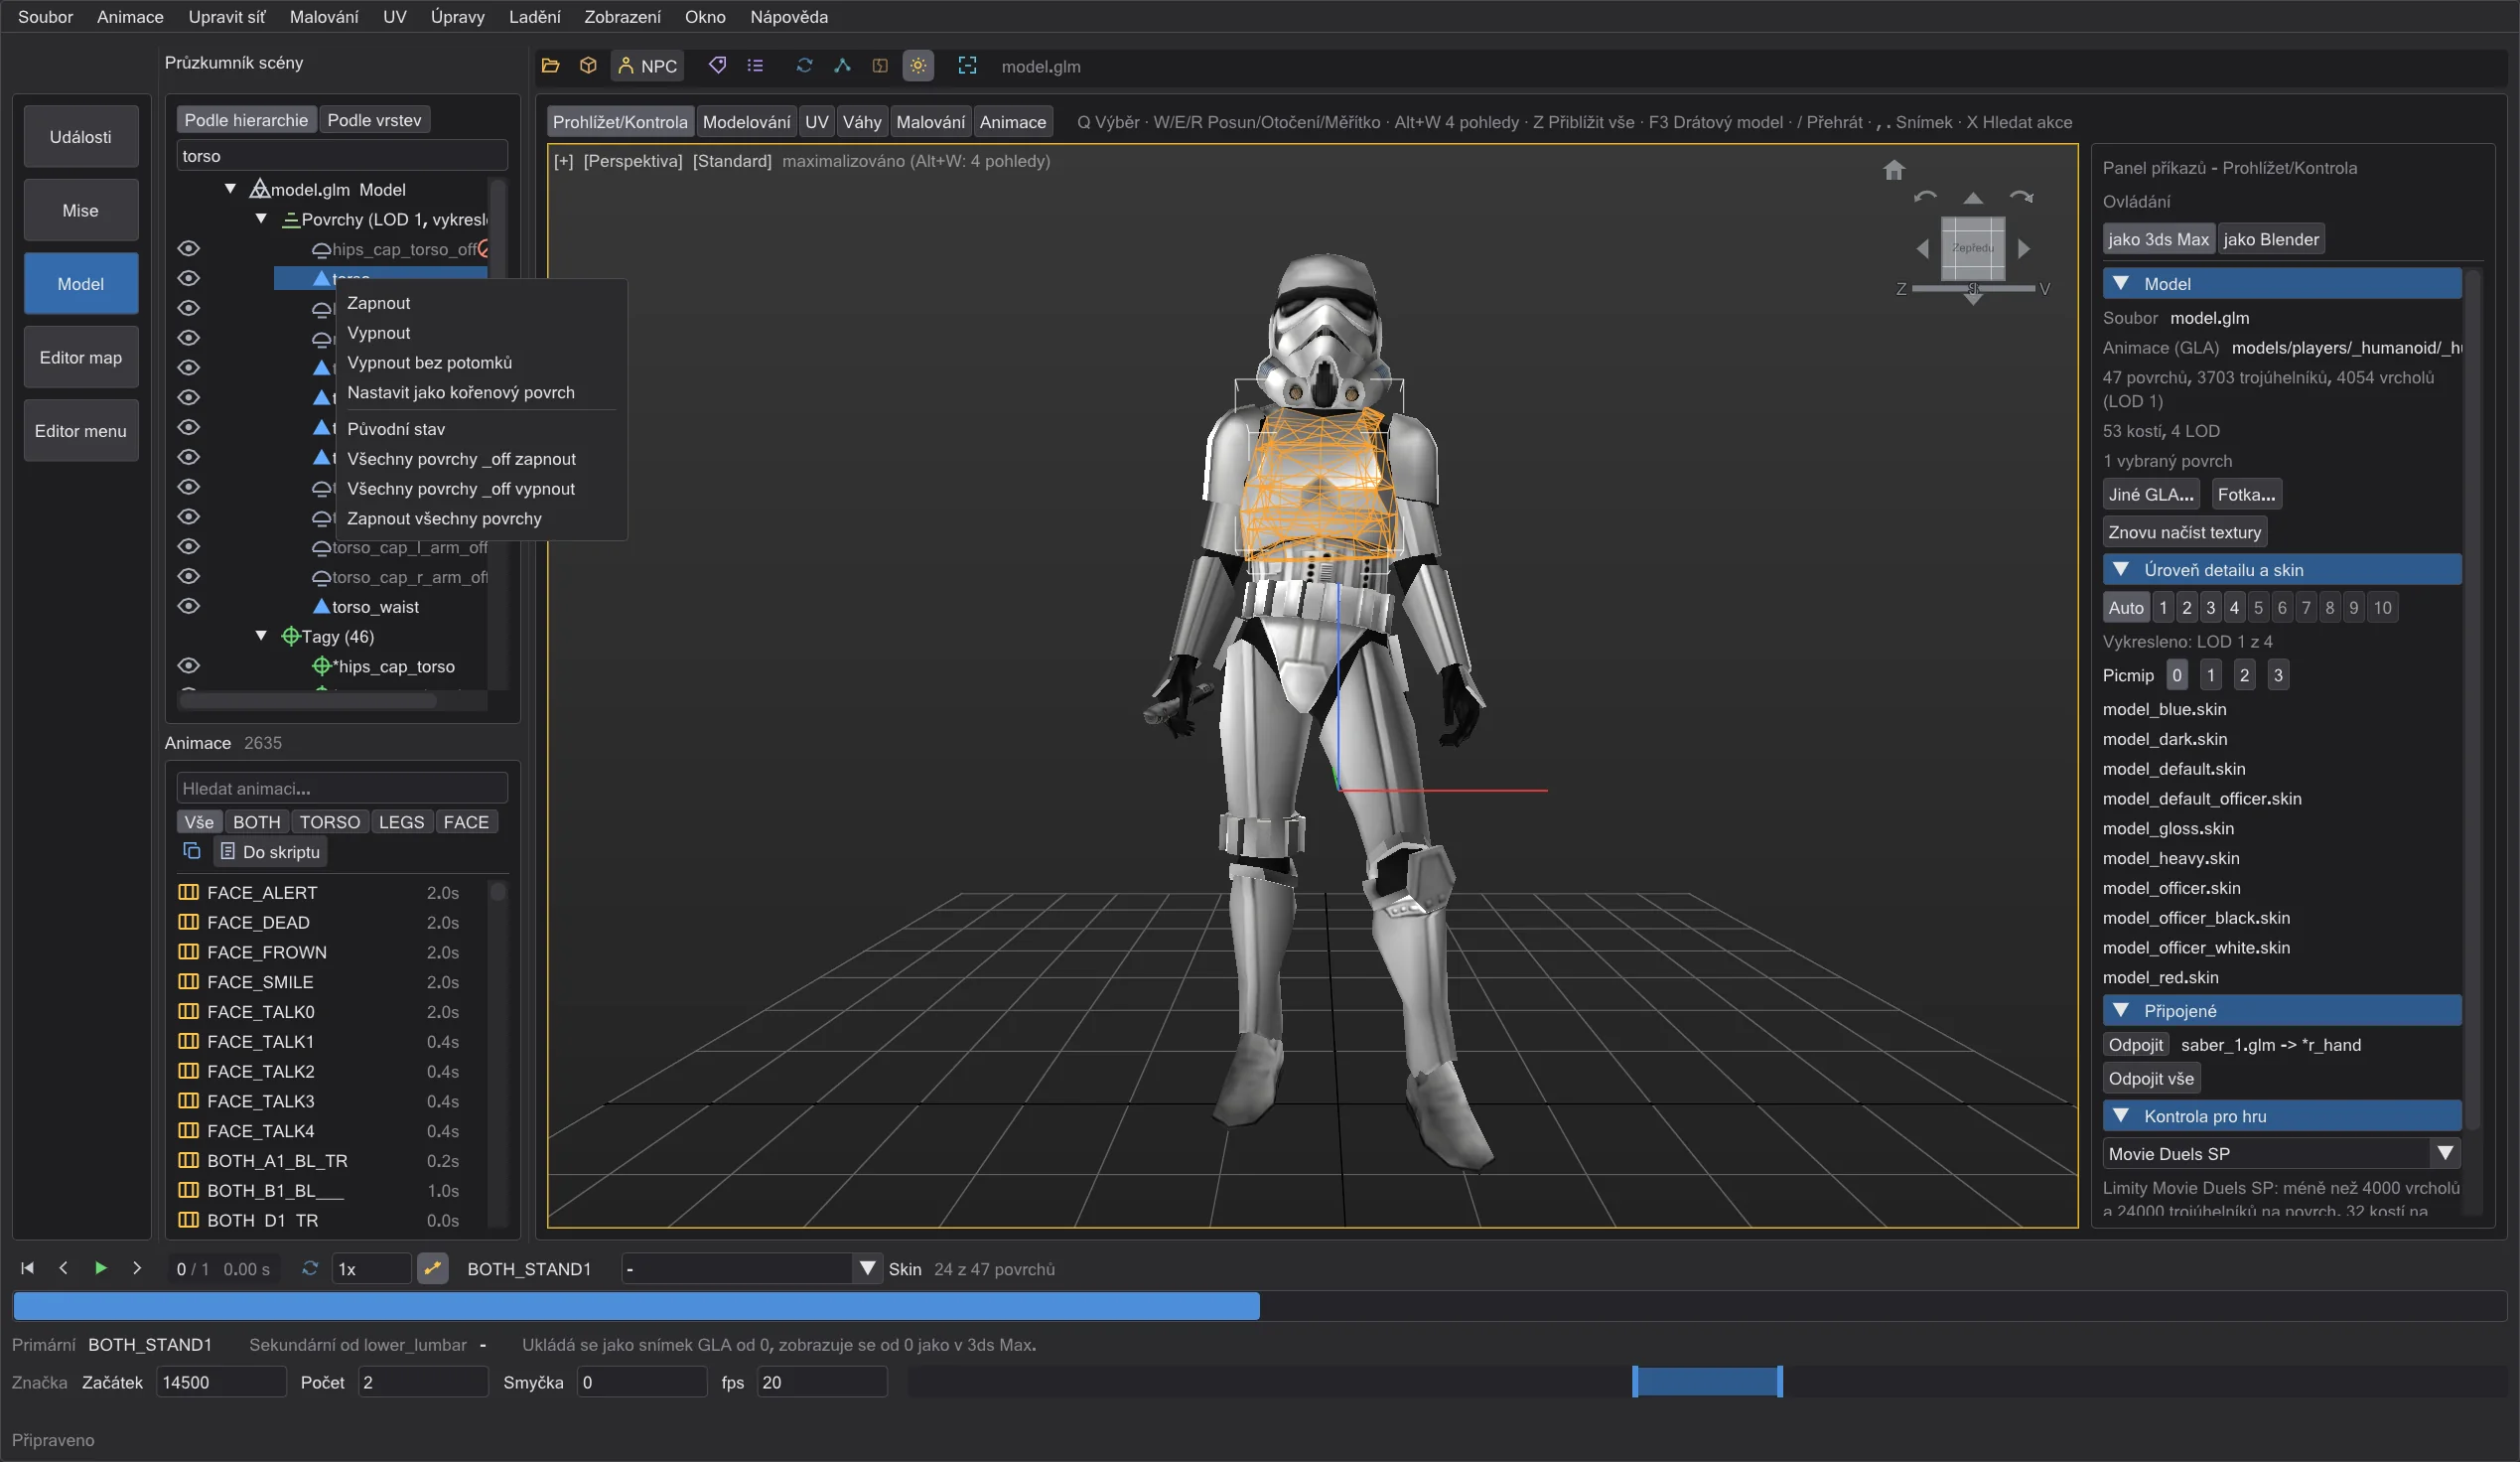 Soubor Animace Upravit síť Malování UV Úpravy Ladění Zobrazení Okno Nápověda
Průzkumník scény
NPC
model.glm
Události
Mise
Model
Editor map
Editor menu
Podle hierarchie Podle vrstev
torso
model.glm Model
Povrchy (LOD 1,
hips_cap_torso_off
torso
Zapnout
Vypnout
Vypnout bez potomků
Nastavit jako kořenový povrch
Původní stav
Všechny povrchy _off zapnout
Všechny povrchy _off vypnout
Zapnout všechny povrchy
torso_cap_l_arm_off
torso_cap_r_arm_off
torso_waist
Tagy (46)
*hips_cap_torso
Animace 2635
Hledat animaci...
Vše BOTH TORSO LEGS FACE
Do skriptu
FACE_ALERT 2.0s
FACE_DEAD 2.0s
FACE_FROWN 2.0s
FACE_SMILE 2.0s
FACE_TALK0 2.0s
FACE_TALK1 0.4s
FACE_TALK2 0.4s
FACE_TALK3 0.4s
FACE_TALK4 0.4s
BOTH_A1_BL_TR 0.2s
BOTH_B1_BL___ 1.0s
BOTH_D1_TR 0.0s
Prohlížet/Kontrola Modelování UV Váhy Malování Animace Q Výběr · W/E/R Posun/Otočení/Měřítko · Alt+W 4 pohledy · Z Přiblížit vše · F3 Drátový model · / Přehrát · , . Snímek · X Hledat akce
[+] [Perspektiva] [Standard] maximalizováno (Alt+W: 4 pohledy)
Zepředu
Z V
Panel příkazů - Prohlížet/Kontrola
Ovládání
jako 3ds Max jako Blender
Model
Soubor model.glm
Animace (GLA) models/players/_humanoid/
47 povrchů, 3703 trojúhelníků, 4054 vrcholů
(LOD 1)
53 kostí, 4 LOD
1 vybraný povrch
Jiné GLA... Fotka...
Znovu načíst textury
Úroveň detailu a skin
Auto 1 2 3 4 5 6 7 8 9 10
Vykresleno: LOD 1 z 4
Picmip 0 1 2 3
model_blue.skin
model_dark.skin
model_default.skin
model_default_officer.skin
model_gloss.skin
model_heavy.skin
model_officer.skin
model_officer_black.skin
model_officer_white.skin
model_red.skin
Připojené
Odpojit saber_1.glm -> *r_hand
Odpojit vše
Kontrola pro hru
Movie Duels SP
Limity Movie Duels SP: méně než 4000 vrcholů
a 24000 trojúhelníků na povrch, 32 kostí na
0 / 1 0.00 s 1x BOTH_STAND1 - Skin 24 z 47 povrchů
Primární BOTH_STAND1 Sekundární od lower_lumbar - Ukládá se jako snímek GLA od 0, zobrazuje se od 0 jako v 3ds Max.
Značka Začátek 14500 Počet 2 Smyčka 0 fps 20
Připraveno